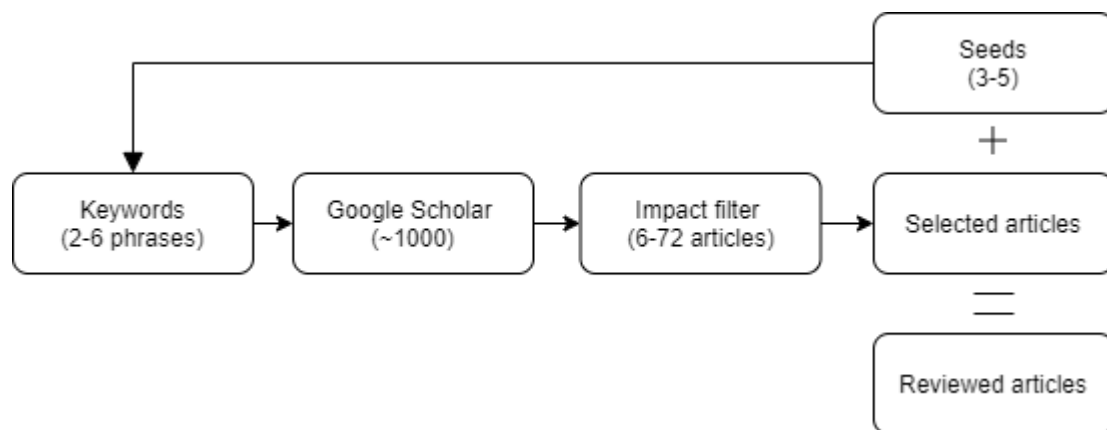 Seeds
(3-5)
+
Keywords
(2-6 phrases)
Google Scholar
(~1000)
Impact filter
(6-72 articles)
Selected articles
=
Reviewed articles